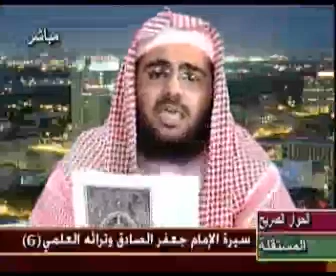 مباشر
الحوار الصريح
سيرة الإمام جعفر الصادق وتراثه العلمي (6)
المستقلة